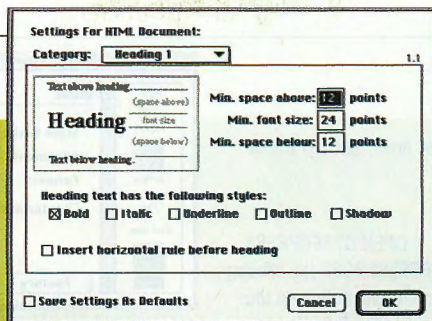 Settings For HTML Document:
Category: Heading 1
1.1
Text above heading.
(space above)
Heading font size
(space below)
Text below heading.
Min. space above: 12 points
Min. font size: 24 points
Min. space below: 12 points
Heading text has the following styles:
Bold Italic Underline Outline Shadow
Insert horizontal rule before heading
Save Settings As Defaults
Cancel OK